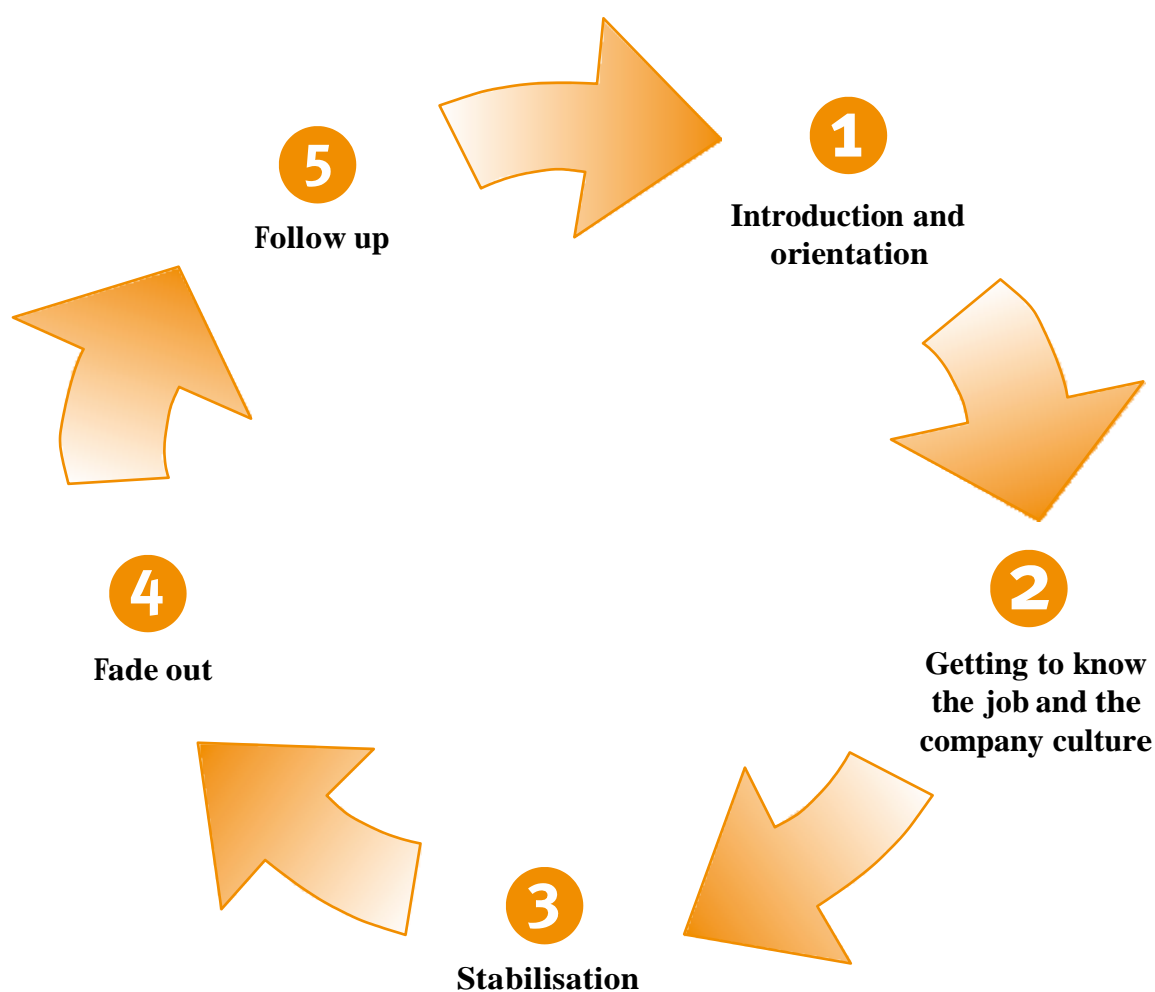 1
Introduction and
orientation
2
Getting to know
the job and the
company culture
3
Stabilisation
4
Fade out
5
Follow up